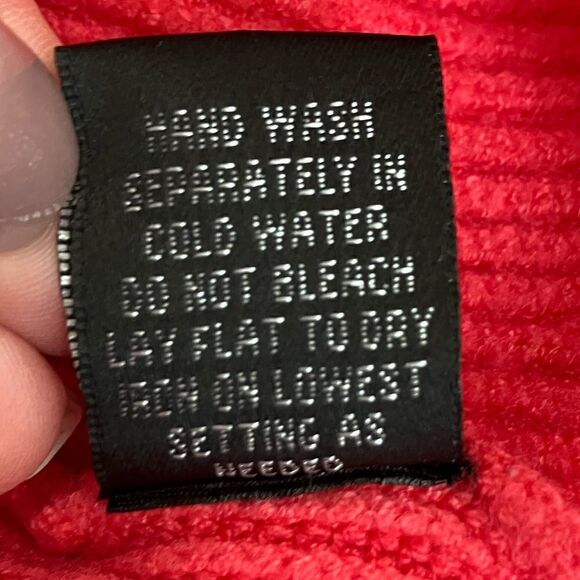 HAND WASH
SEPARATELY IN
COLD WATER
DO NOT BLEACH
LAY FLAT TO DRY
IRON ON LOWEST
SETTING AS
NEEDED